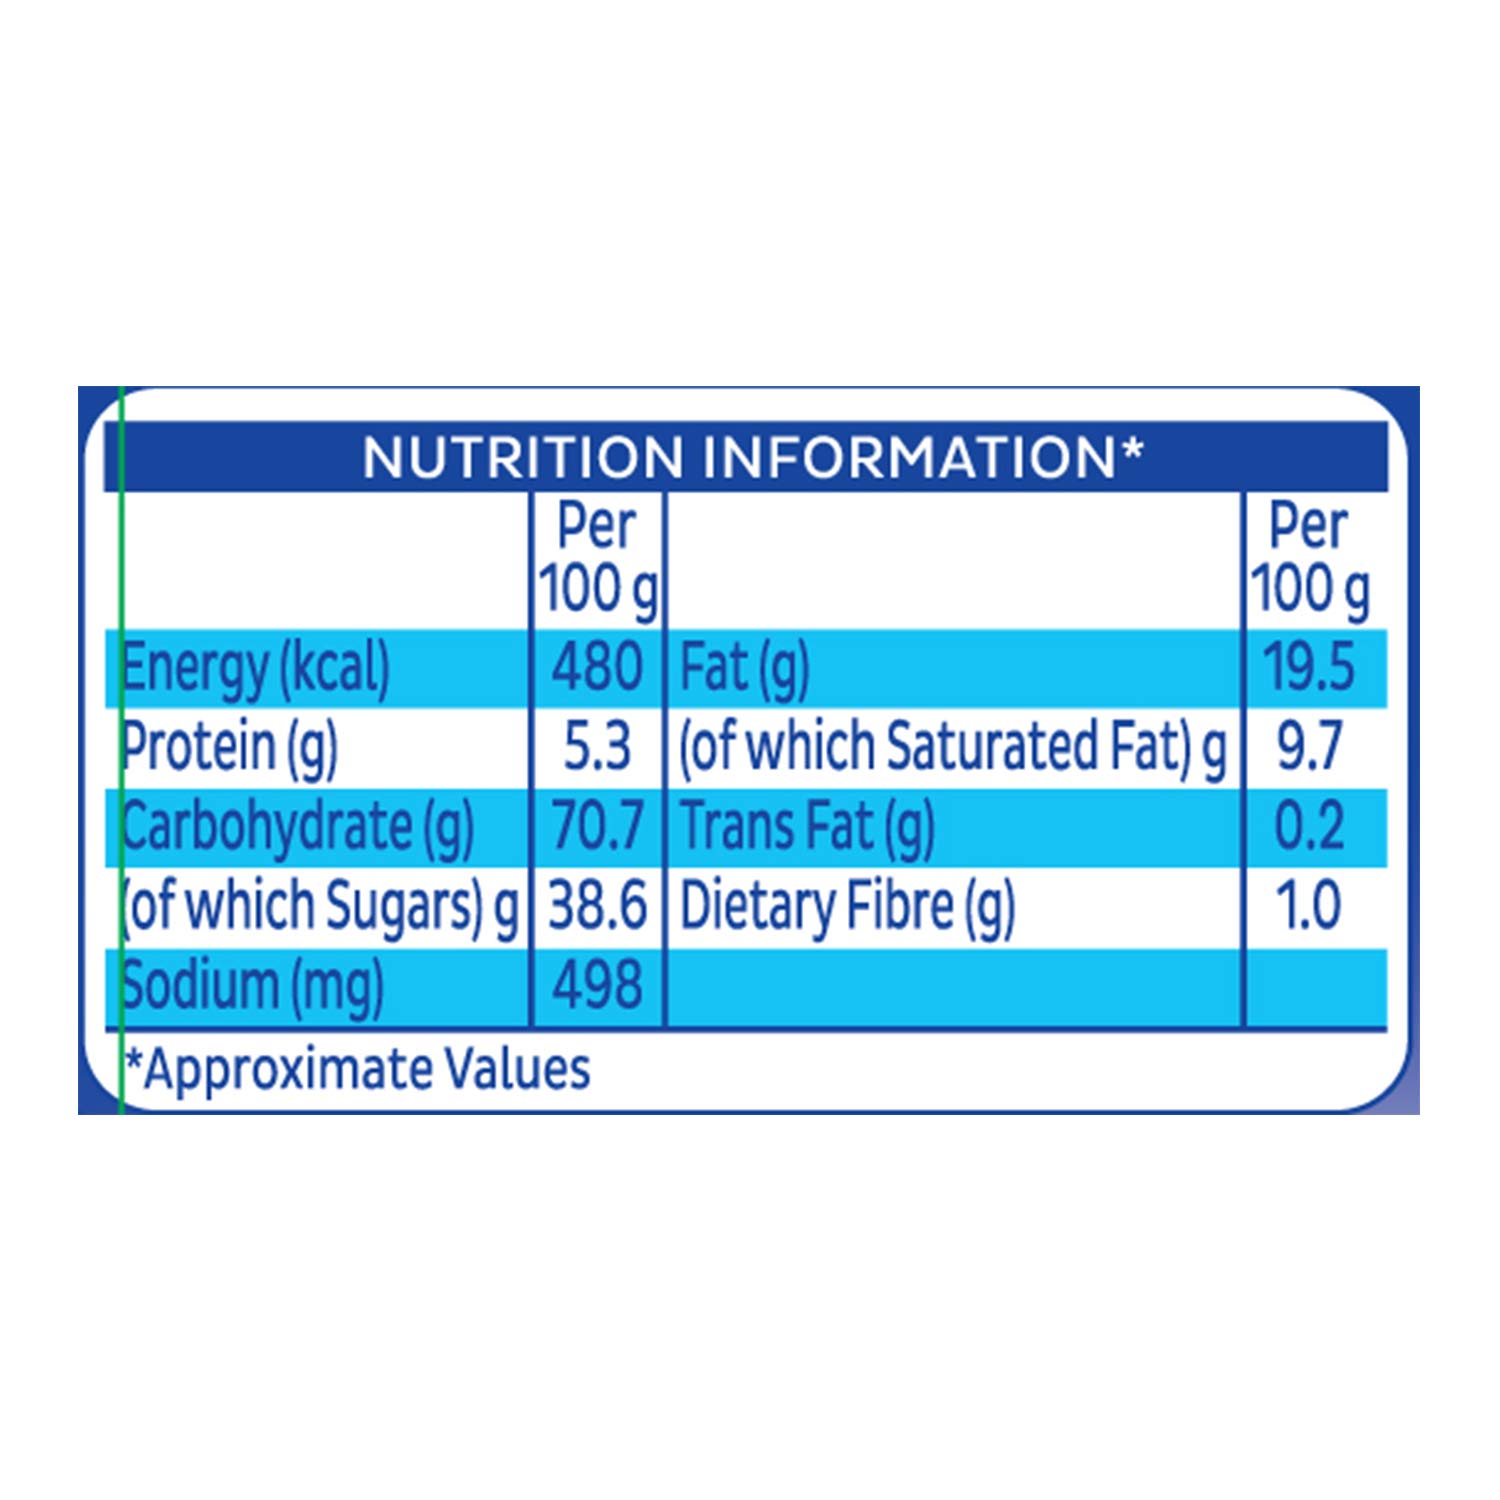 NUTRITION INFORMATION*
Per 100 g Per 100 g
Energy (kcal) 480 Fat (g) 19.5
Protein (g) 5.3 (of which Saturated Fat) g 9.7
Carbohydrate (g) 70.7 Trans Fat (g) 0.2
(of which Sugars) g 38.6 Dietary Fibre (g) 1.0
Sodium (mg) 498
*Approximate Values